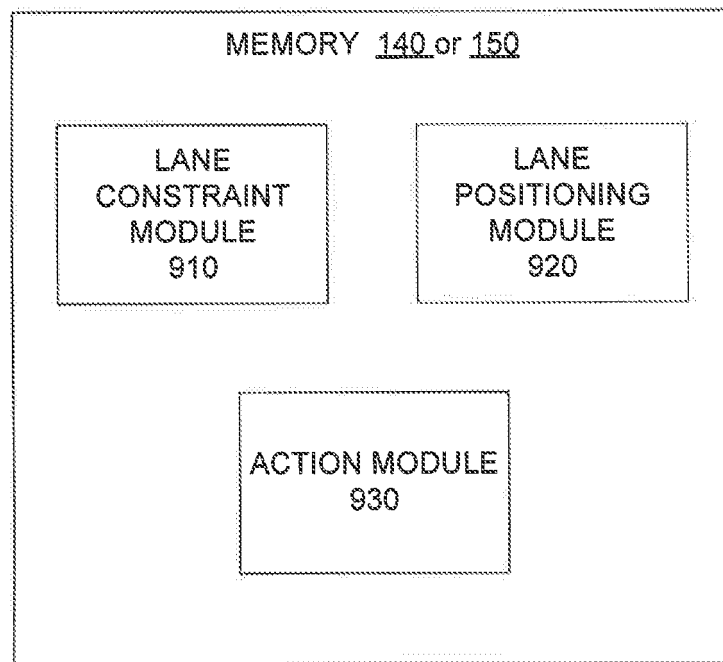 MEMORY 140 or 150
LANE
CONSTRAINT
MODULE
910
LANE
POSITIONING
MODULE
920
ACTION MODULE
930